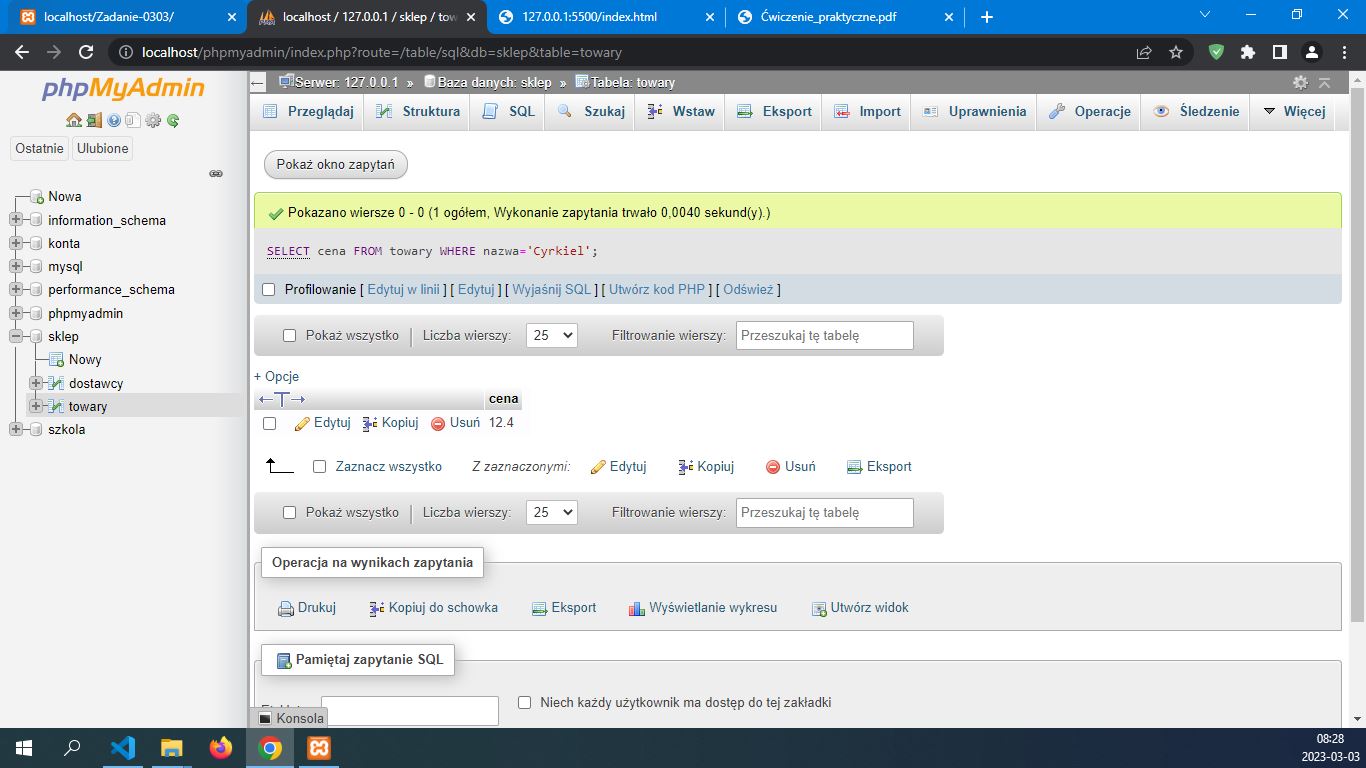 localhost/Zadanie-0303/
localhost / 127.0.0.1 / sklep / tow
127.0.0.1:5500/index.html
Ćwiczenie_praktyczne.pdf
localhost/phpmyadmin/index.php?route=/table/sql&db=sklep&table=towary
phpMyAdmin
Ostatnie Ulubione
Nowa
information_schema
konta
mysql
performance_schema
phpmyadmin
sklep
Nowy
dostawcy
towary
szkola
Serwer: 127.0.0.1 » Baza danych: sklep » Tabela: towary
Przeglądaj Struktura SQL Szukaj Wstaw Eksport Import Uprawnienia Operacje Śledzenie Więcej
Pokaż okno zapytań
Pokazano wiersze 0 - 0 (1 ogółem, Wykonanie zapytania trwało 0,0040 sekund(y).)
SELECT cena FROM towary WHERE nazwa='Cyrkiel';
Profilowanie [ Edytuj w linii ] [ Edytuj ] [ Wyjaśnij SQL ] [ Utwórz kod PHP ] [ Odśwież ]
Pokaż wszystko | Liczba wierszy: 25 Filtrowanie wierszy: Przeszukaj tę tabelę
+ Opcje
←T→ cena
Edytuj Kopiuj Usuń 12.4
Zaznacz wszystko Z zaznaczonymi: Edytuj Kopiuj Usuń Eksport
Pokaż wszystko | Liczba wierszy: 25 Filtrowanie wierszy: Przeszukaj tę tabelę
Operacja na wynikach zapytania
Drukuj Kopiuj do schowka Eksport Wyświetlanie wykresu Utwórz widok
Pamiętaj zapytanie SQL
Niech każdy użytkownik ma dostęp do tej zakładki
Konsola
08:28
2023-03-03